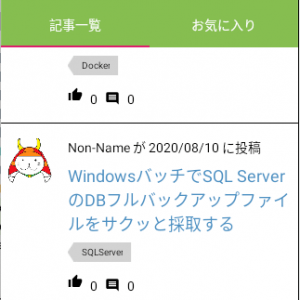 記事一覧 お気に入り
Docker
0 0
Non-Name が 2020/08/10 に投稿
WindowsバッチでSQL Server
のDBフルバックアップファイ
ルをサクッと採取する
SQLServer
0 0